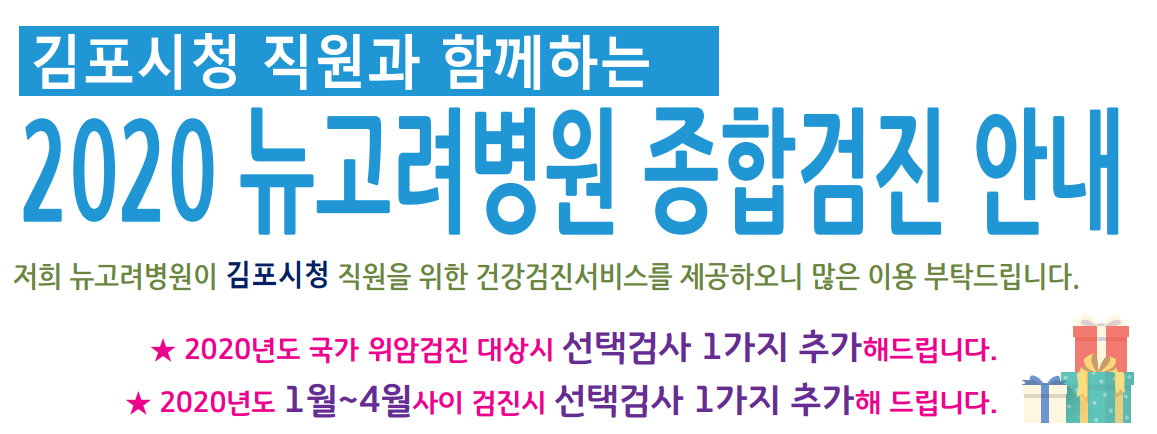 김포시청 직원과 함께하는
2020 뉴고려병원 종합검진 안내
저희 뉴고려병원이 김포시청 직원을 위한 건강검진서비스를 제공하오니 많은 이용 부탁드립니다.
★ 2020년도 국가 위암검진 대상시 선택검사 1가지 추가해드립니다.
★ 2020년도 1월~4월사이 검진시 선택검사 1가지 추가해 드립니다.